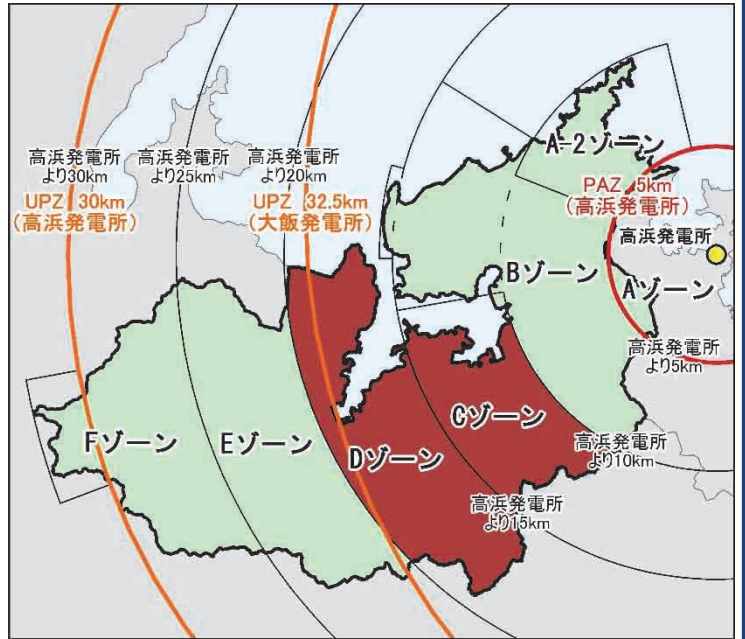 A-2ゾーン
高浜発電所
より30km
高浜発電所
より25km
高浜発電所
より20km
UPZ 30km
(高浜発電所)
UPZ 32.5km
(大飯発電所)
PAZ 5km
(高浜発電所)
高浜発電所
Bゾーン
Aゾーン
高浜発電所
より5km
Cゾーン
Fゾーン
Eゾーン
Dゾーン
高浜発電所
より10km
高浜発電所
より15km